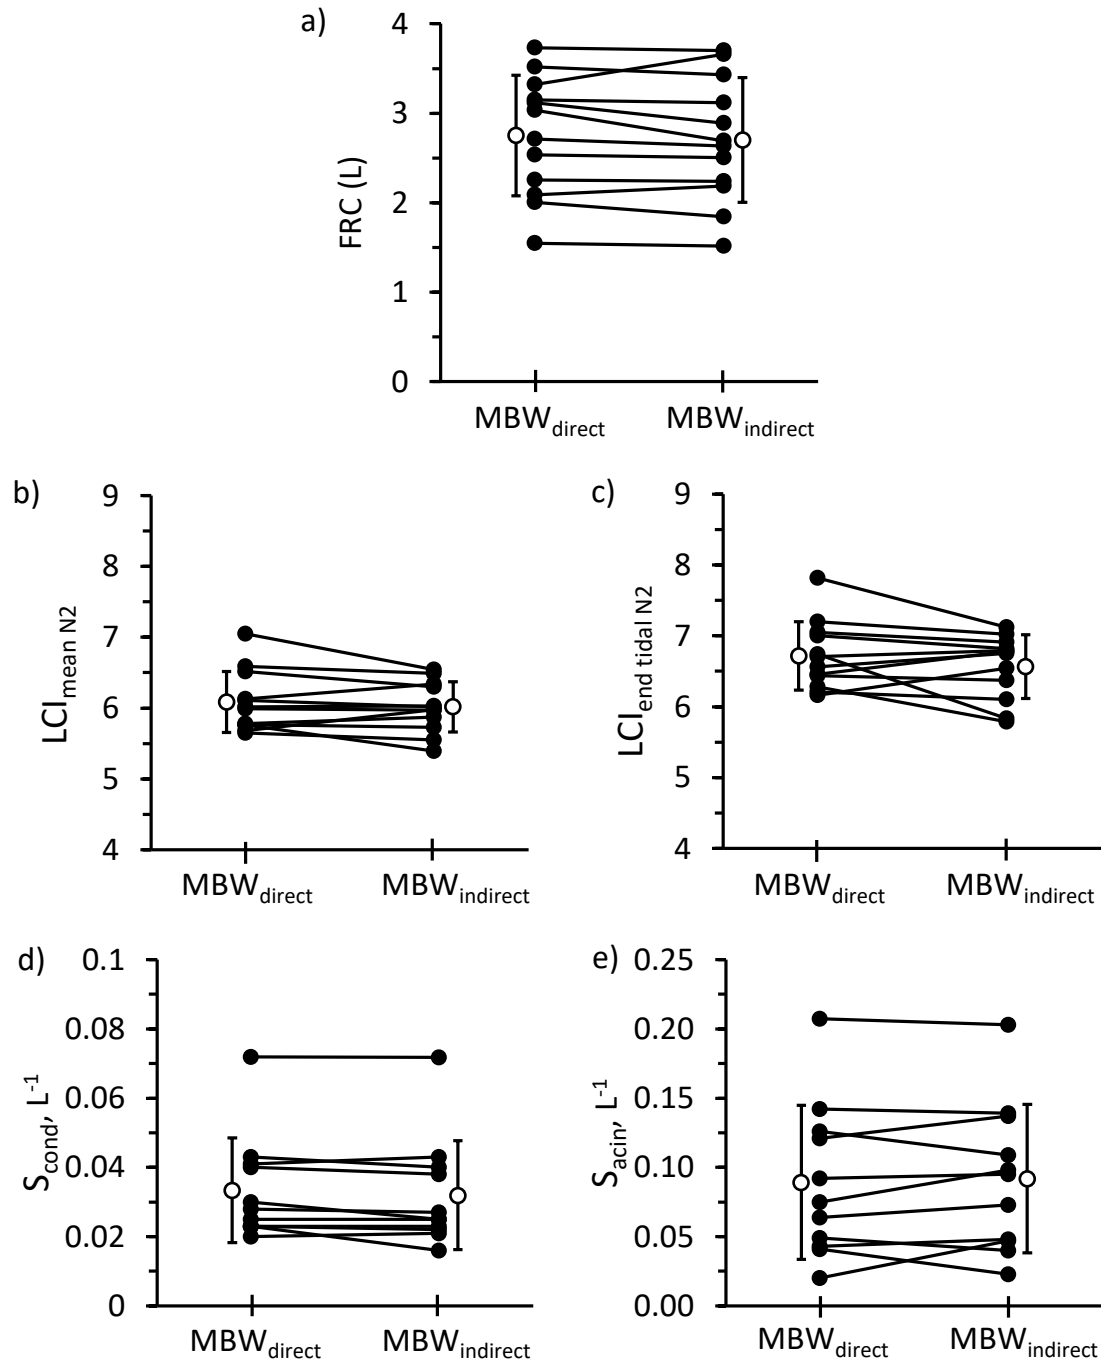 a)
FRC (L)
4
3
2
1
0
MBWdirect MBWindirect
b)
LCImean N2
9
8
7
6
5
4
MBWdirect MBWindirect
c)
LCIend tidal N2
9
8
7
6
5
4
MBWdirect MBWindirect
d)
Scond, L-1
0.1
0.08
0.06
0.04
0.02
0
MBWdirect MBWindirect
e)
Sacin, L-1
0.25
0.20
0.15
0.10
0.05
0.00
MBWdirect MBWindirect